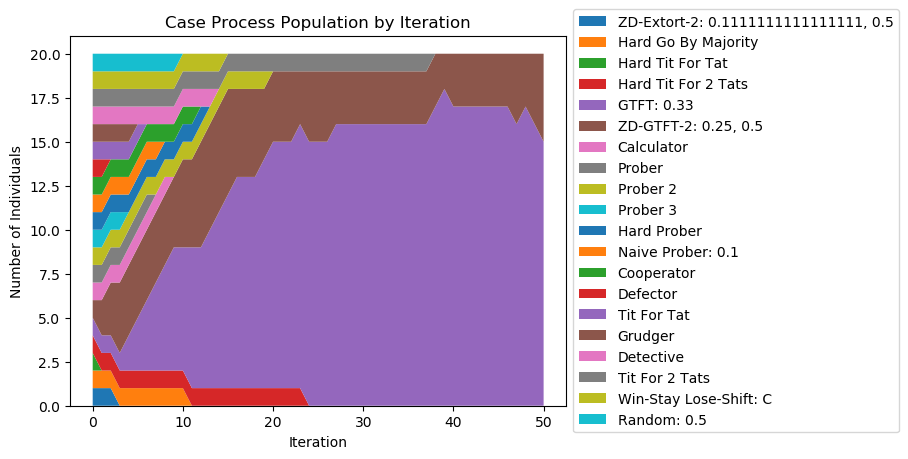 Case Process Population by Iteration
Number of Individuals
20.0
17.5
15.0
12.5
10.0
7.5
5.0
2.5
0.0
0 10 20 30 40 50
Iteration
ZD-Extort-2: 0.1111111111111111, 0.5
Hard Go By Majority
Hard Tit For Tat
Hard Tit For 2 Tats
GTFT: 0.33
ZD-GTFT-2: 0.25, 0.5
Calculator
Prober
Prober 2
Prober 3
Hard Prober
Naive Prober: 0.1
Cooperator
Defector
Tit For Tat
Grudger
Detective
Tit For 2 Tats
Win-Stay Lose-Shift: C
Random: 0.5